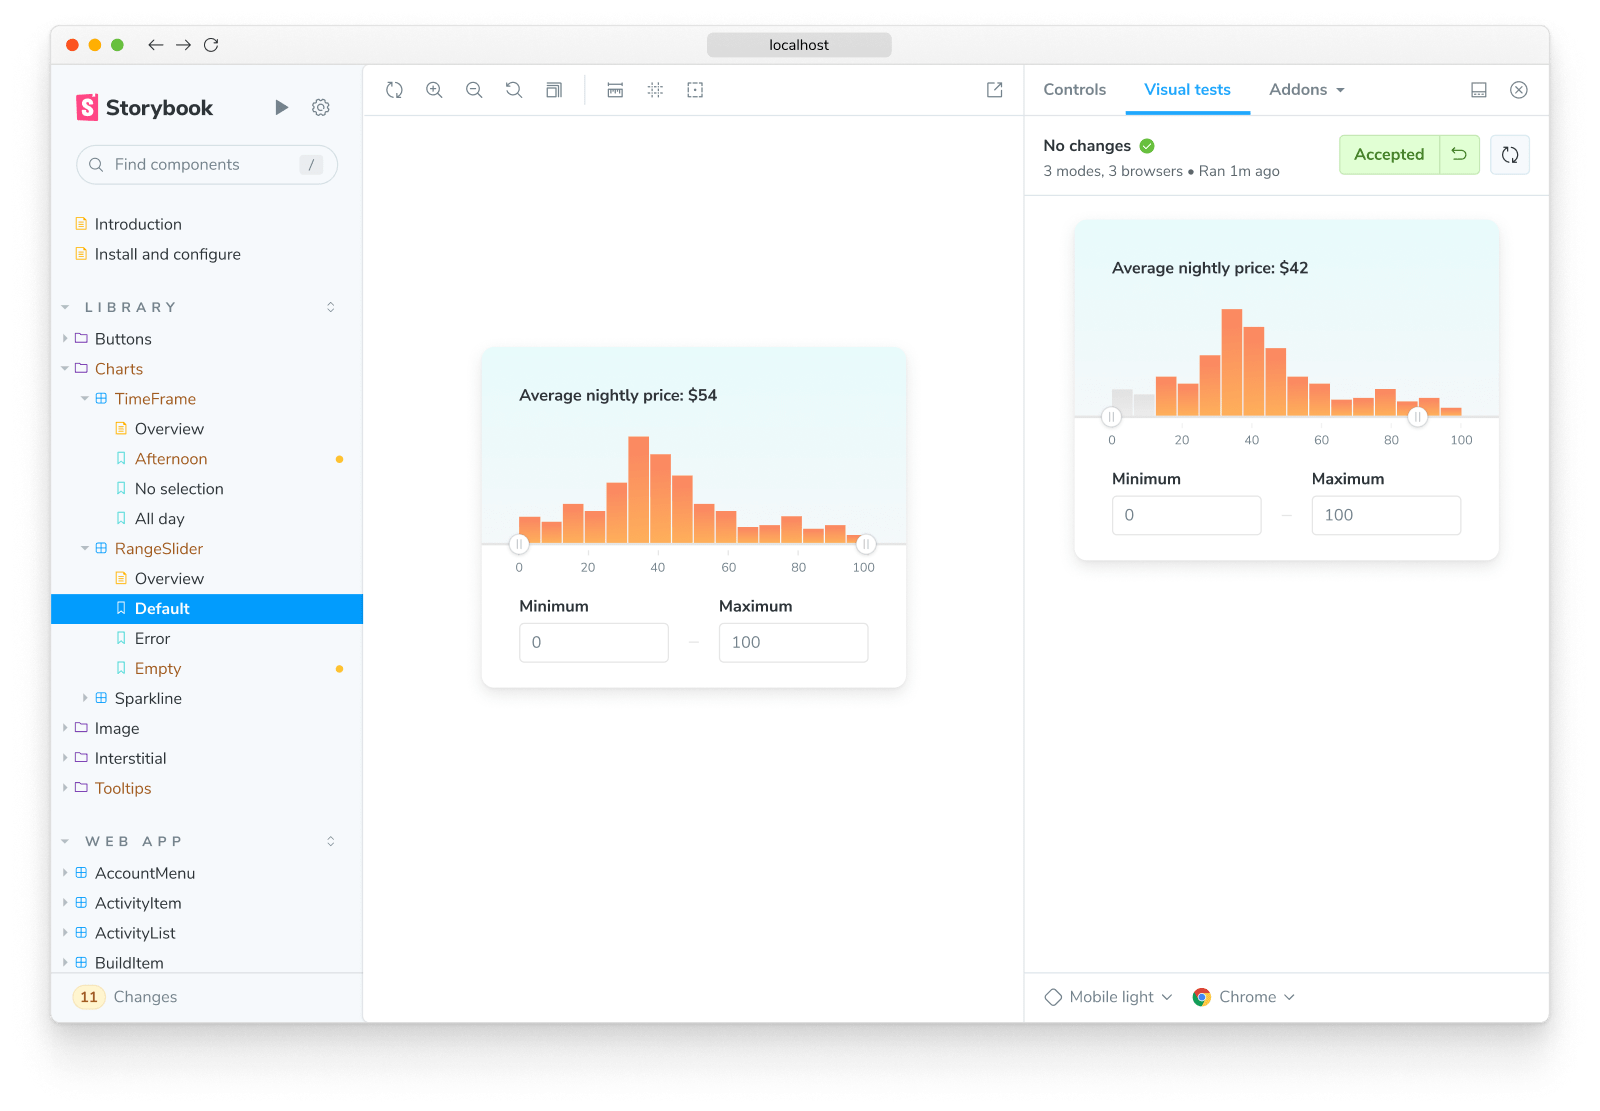 localhost
Storybook
Find components /
Introduction
Install and configure
LIBRARY
Buttons
Charts
TimeFrame
Overview
Afternoon
No selection
All day
RangeSlider
Overview
Default
Error
Empty
Sparkline
Image
Interstitial
Tooltips
WEB APP
AccountMenu
ActivityItem
ActivityList
BuildItem
11 Changes
Average nightly price: $54
0 20 40 60 80 100
Minimum Maximum
0 – 100
Controls Visual tests Addons
No changes
3 modes, 3 browsers • Ran 1m ago
Accepted
Average nightly price: $42
0 20 40 60 80 100
Minimum Maximum
0 – 100
Mobile light Chrome